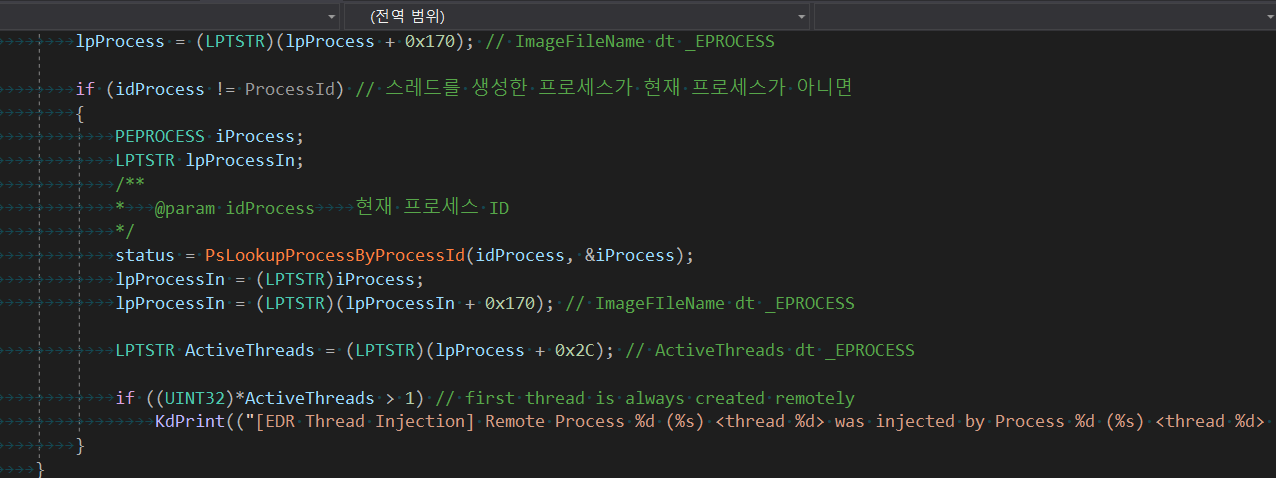 (전역 범위)
lpProcess = (LPTSTR)(lpProcess + 0x170); // ImageFileName dt _EPROCESS
if (idProcess != ProcessId) // 스레드를 생성한 프로세스가 현재 프로세스가 아니면
{
PEPROCESS iProcess;
LPTSTR lpProcessIn;
/**
* @param idProcess 현재 프로세스 ID
*/
status = PsLookupProcessByProcessId(idProcess, &iProcess);
lpProcessIn = (LPTSTR)iProcess;
lpProcessIn = (LPTSTR)(lpProcessIn + 0x170); // ImageFIleName dt _EPROCESS
LPTSTR ActiveThreads = (LPTSTR)(lpProcess + 0x2C); // ActiveThreads dt _EPROCESS
if ((UINT32)*ActiveThreads > 1) // first thread is always created remotely
KdPrint(("[EDR Thread Injection] Remote Process %d (%s) <thread %d> was injected by Process %d (%s) <thread %d>
}
}